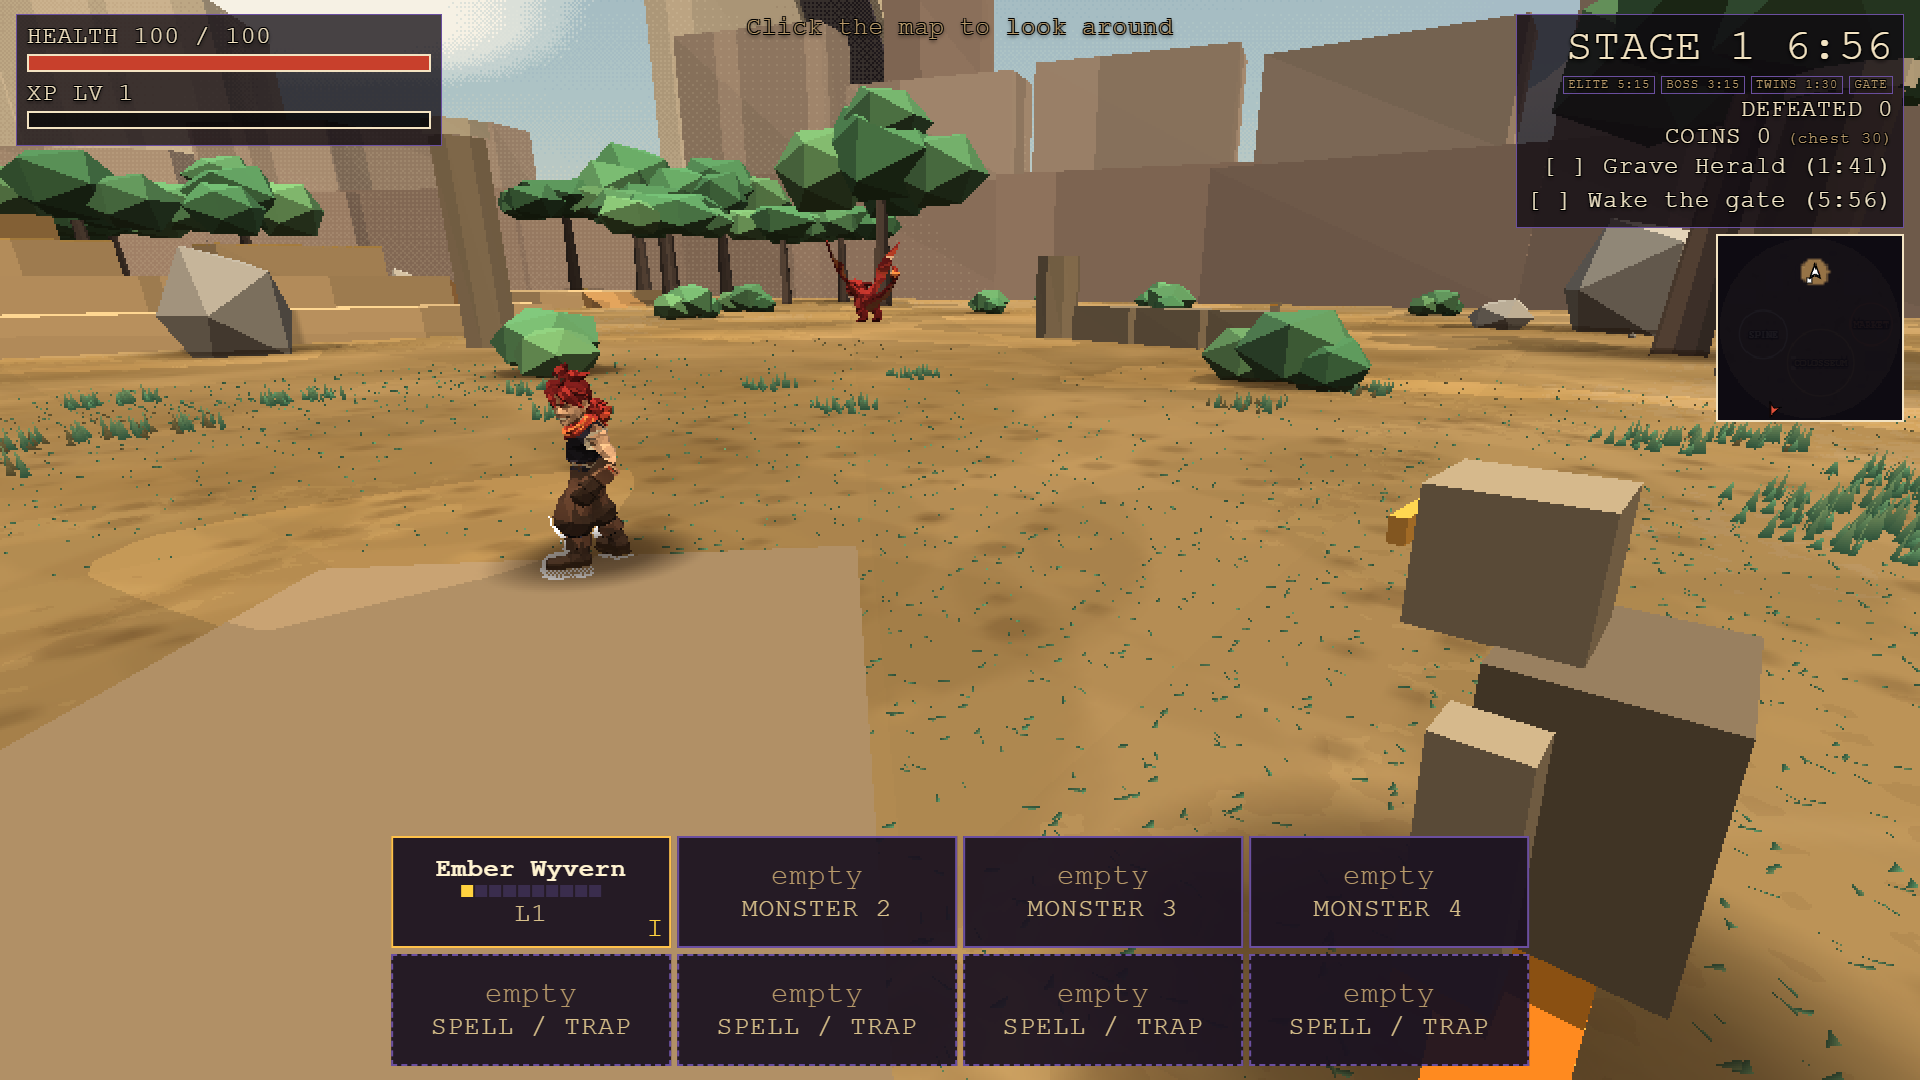 HEALTH 100 / 100
XP LV 1
Click the map to look around
STAGE 1 6:56
ELITE 5:15 BOSS 3:15 TWINS 1:30 GATE
DEFEATED 0
COINS 0 (chest 30)
[ ] Grave Herald (1:41)
[ ] Wake the gate (5:56)
Ember Wyvern
L1
I
empty
MONSTER 2
empty
MONSTER 3
empty
MONSTER 4
empty
SPELL / TRAP
empty
SPELL / TRAP
empty
SPELL / TRAP
empty
SPELL / TRAP